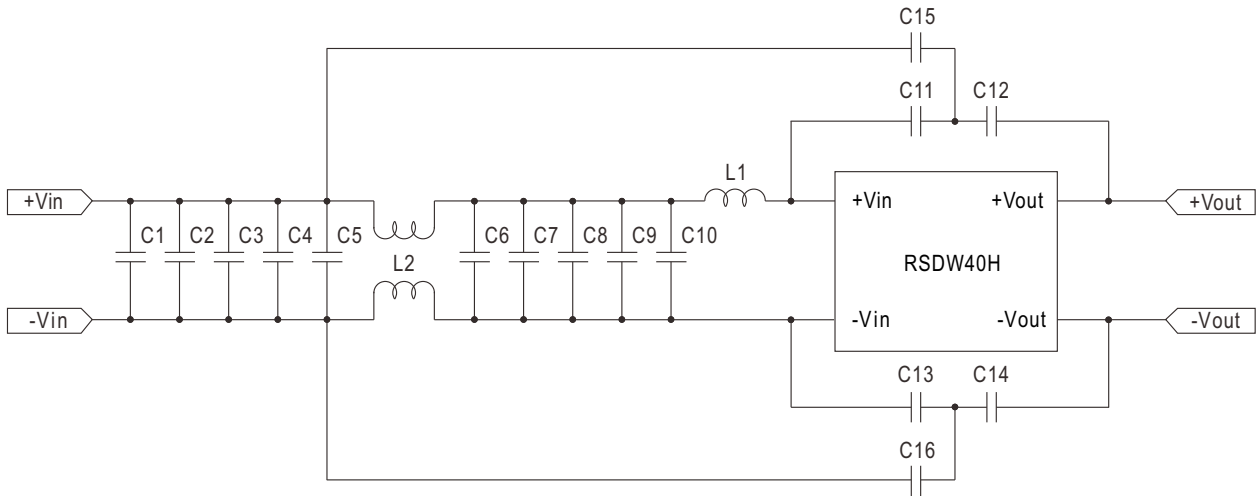 C15
C11
C12
L1
+Vin
+Vin
+Vout
+Vout
C1
C2
C3
C4
C5
C6
C7
C8
C9
C10
L2
RSDW40H
-Vin
-Vin
-Vout
-Vout
C13
C14
C16